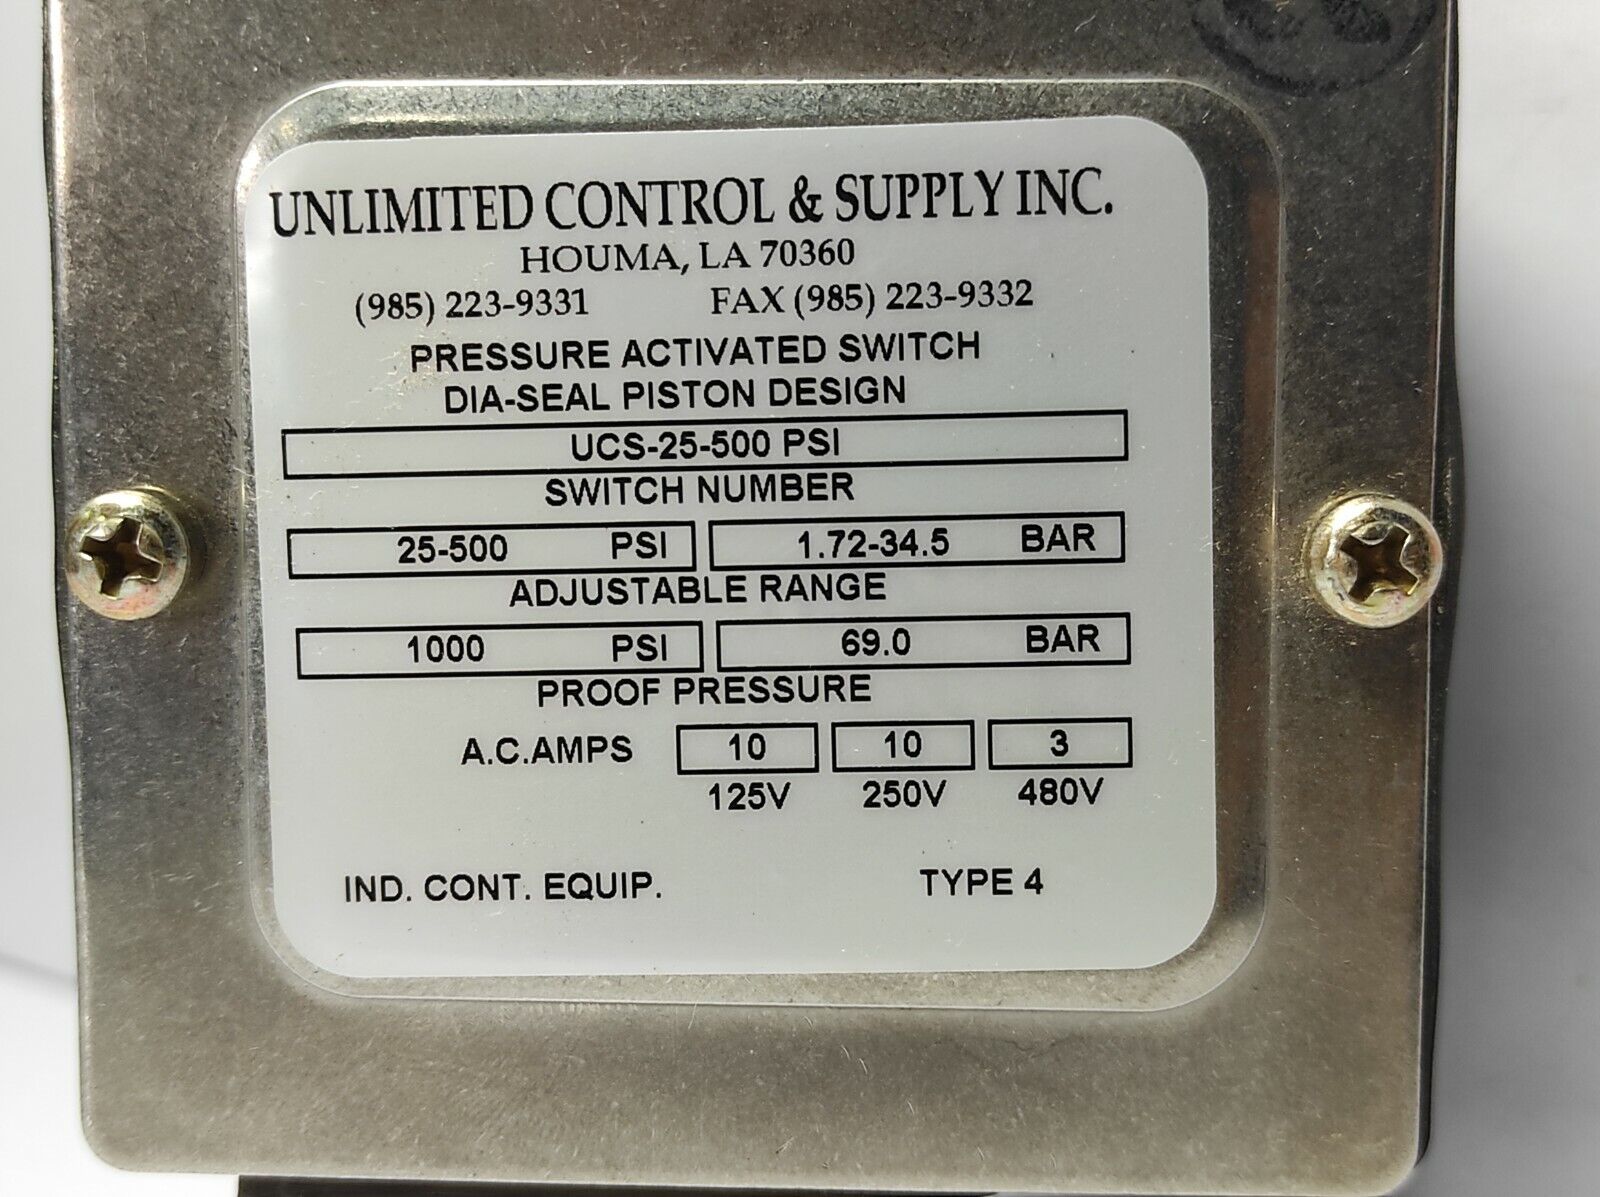 UNLIMITED CONTROL & SUPPLY INC.
HOUMA, LA 70360
(985) 223-9331 FAX (985) 223-9332
PRESSURE ACTIVATED SWITCH
DIA-SEAL PISTON DESIGN
UCS-25-500 PSI
SWITCH NUMBER
25-500 PSI 1.72-34.5 BAR
ADJUSTABLE RANGE
1000 PSI 69.0 BAR
PROOF PRESSURE
A.C.AMPS 10 10 3
125V 250V 480V
IND. CONT. EQUIP. TYPE 4